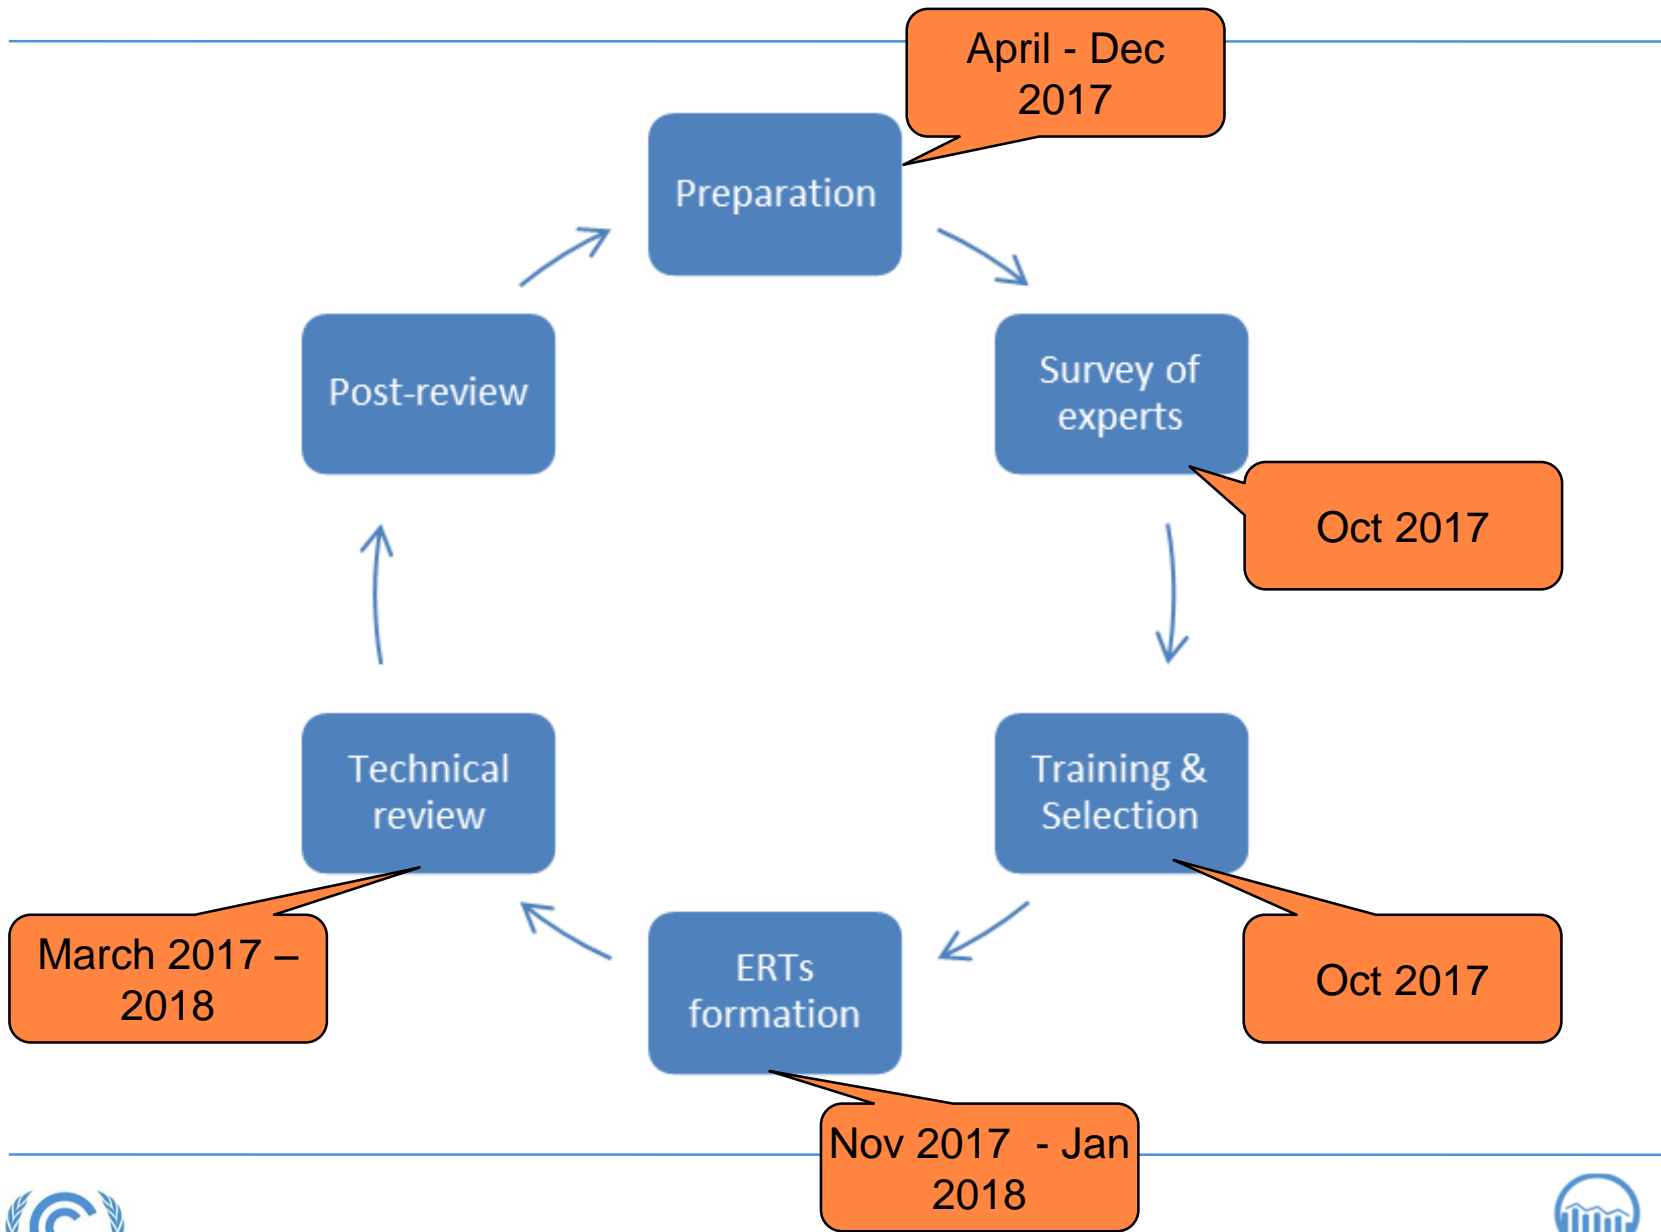 April - Dec
2017
Preparation
Survey of
experts
Oct 2017
Training &
Selection
Oct 2017
ERTs
formation
Nov 2017  - Jan
2018
Technical
review
March 2017 –
2018
Post-review